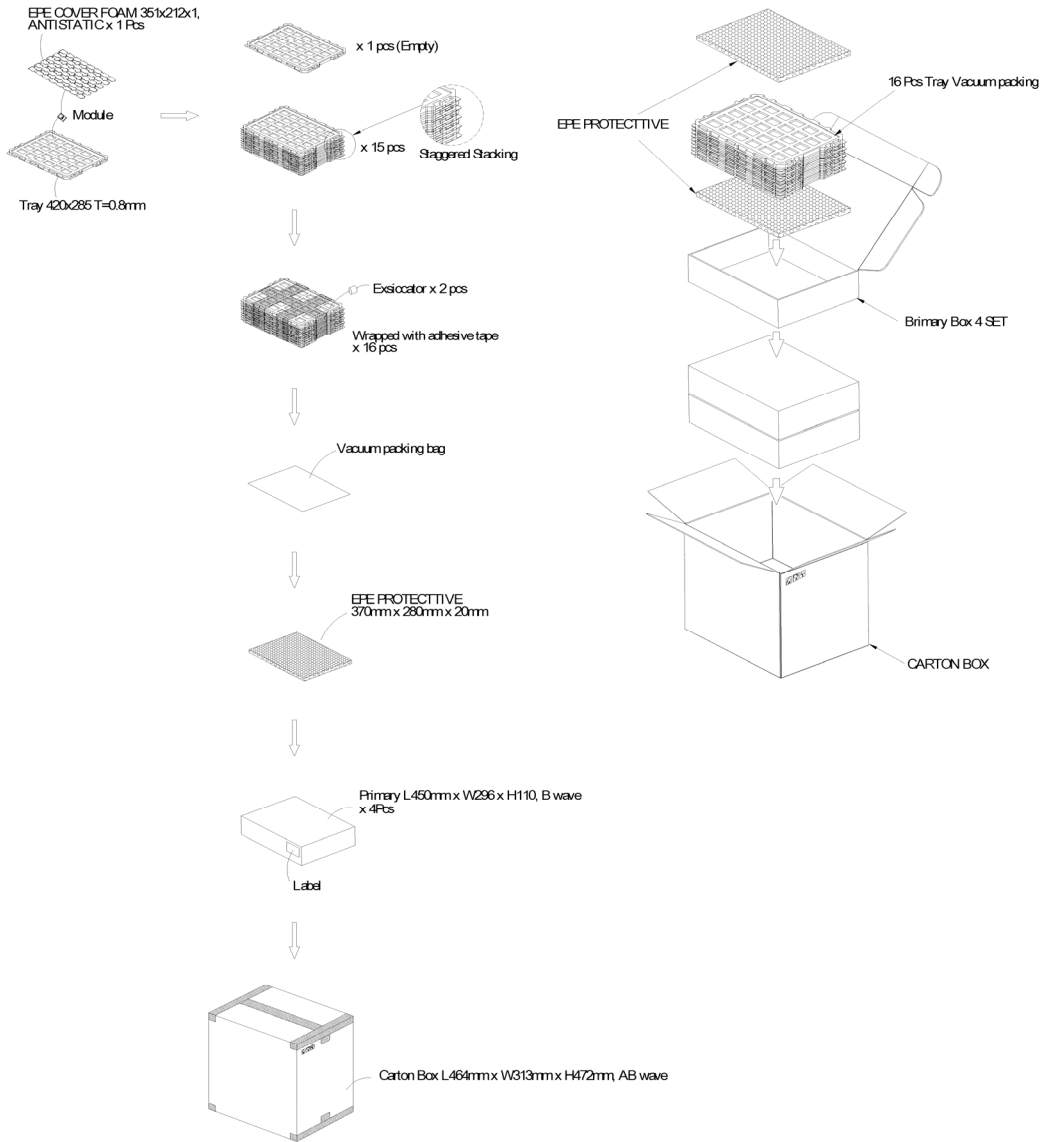 EPE COVER FOAM 351x212x1,
ANTISTATIC x 1 Pcs
Module
Tray 420x285 T=0.8mm
x 1 pcs (Empty)
x 15 pcs
Staggered Stacking
Exsiccator x 2 pcs
Wrapped with adhesive tape
x 16 pcs
Vacuum packing bag
EPE PROTECTTIVE
370mm x 280mm x 20mm
Primary L450mm x W296 x H110, B wave
x 4Pcs
Label
Carton Box L464mm x W313mm x H472mm, AB wave
EPE PROTECTTIVE
16 Pcs Tray Vacuum packing
Brimary Box 4 SET
CARTON BOX